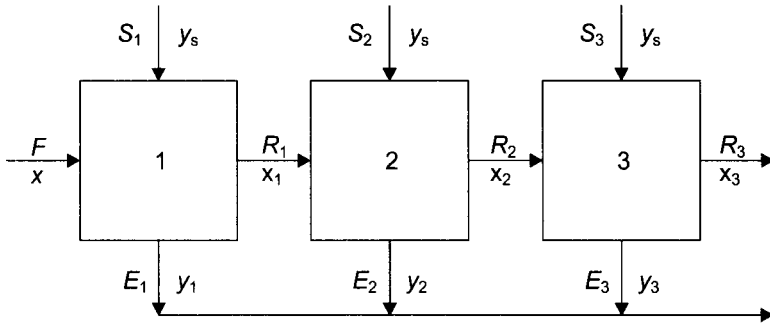 S₁ yₛ S₂ yₛ S₃ yₛ
F R₁ R₂ R₃
1 2 3
x x₁ x₂ x₃
E₁ y₁ E₂ y₂ E₃ y₃